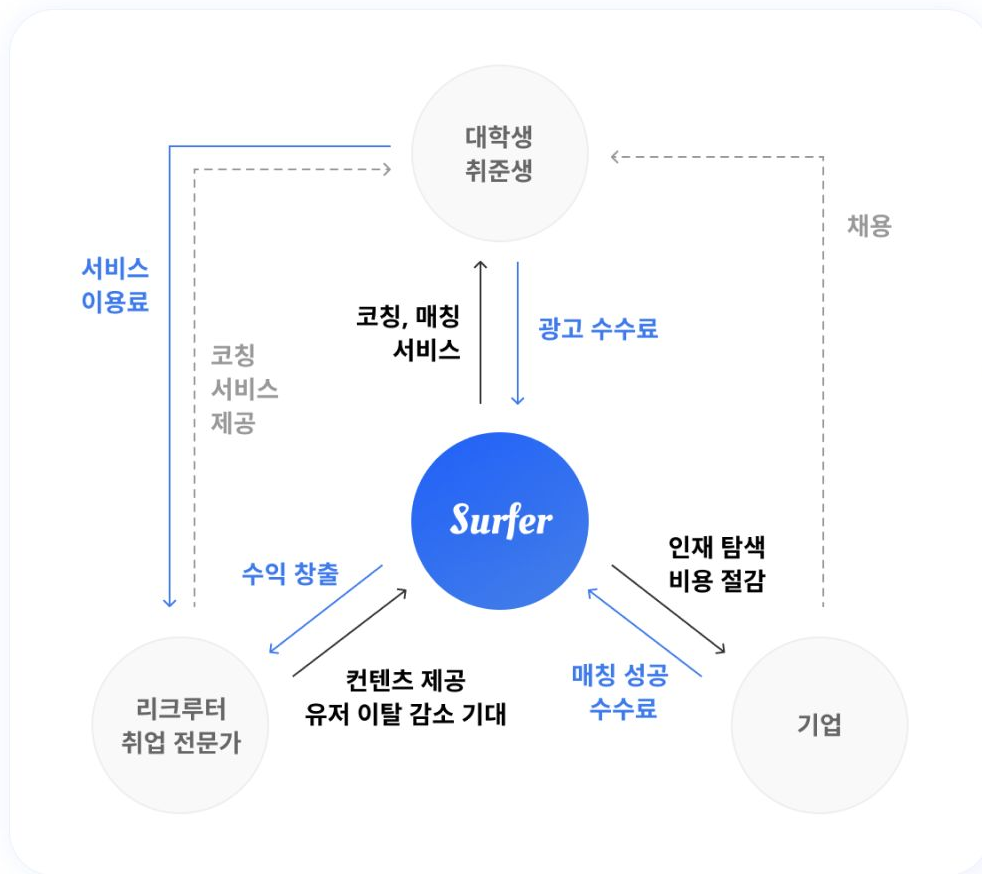 대학생
취준생
채용
서비스
이용료
코칭, 매칭
서비스
광고 수수료
코칭
서비스
제공
Surfer
수익 창출
인재 탐색
비용 절감
컨텐츠 제공
유저 이탈 감소 기대
매칭 성공
수수료
리크루터
취업 전문가
기업